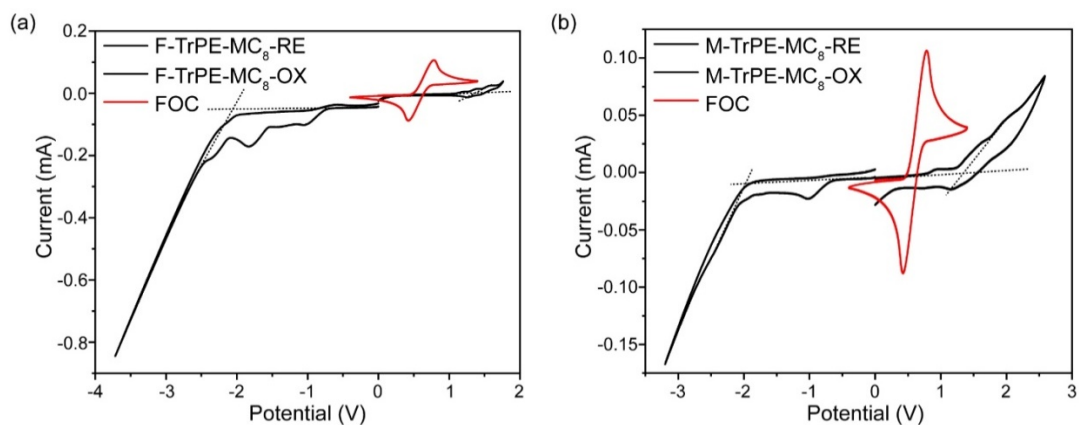 (a)
F-TrPE-MC8-RE
F-TrPE-MC8-OX
FOC
0.2
0.0
-0.2
-0.4
-0.6
-0.8
Current (mA)
-4 -3 -2 -1 0 1 2
Potential (V)
(b)
M-TrPE-MC8-RE
M-TrPE-MC8-OX
FOC
0.10
0.05
0.00
-0.05
-0.10
-0.15
Current (mA)
-3 -2 -1 0 1 2 3
Potential (V)